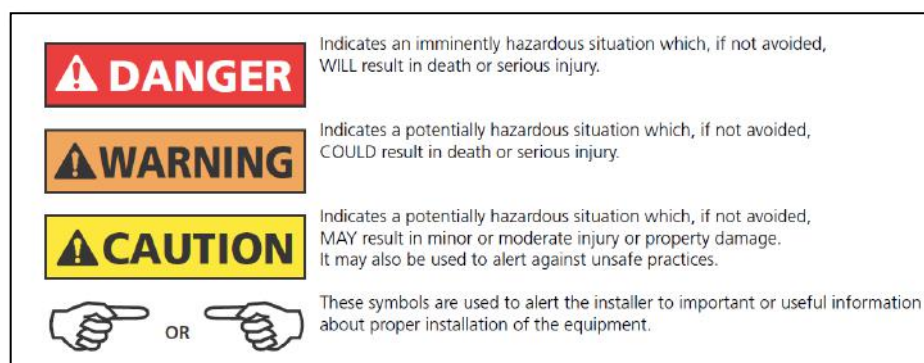 DANGER
Indicates an imminently hazardous situation which, if not avoided,
WILL result in death or serious injury.
WARNING
Indicates a potentially hazardous situation which, if not avoided,
COULD result in death or serious injury.
CAUTION
Indicates a potentially hazardous situation which, if not avoided,
MAY result in minor or moderate injury or property damage.
It may also be used to alert against unsafe practices.
OR
These symbols are used to alert the installer to important or useful information
about proper installation of the equipment.